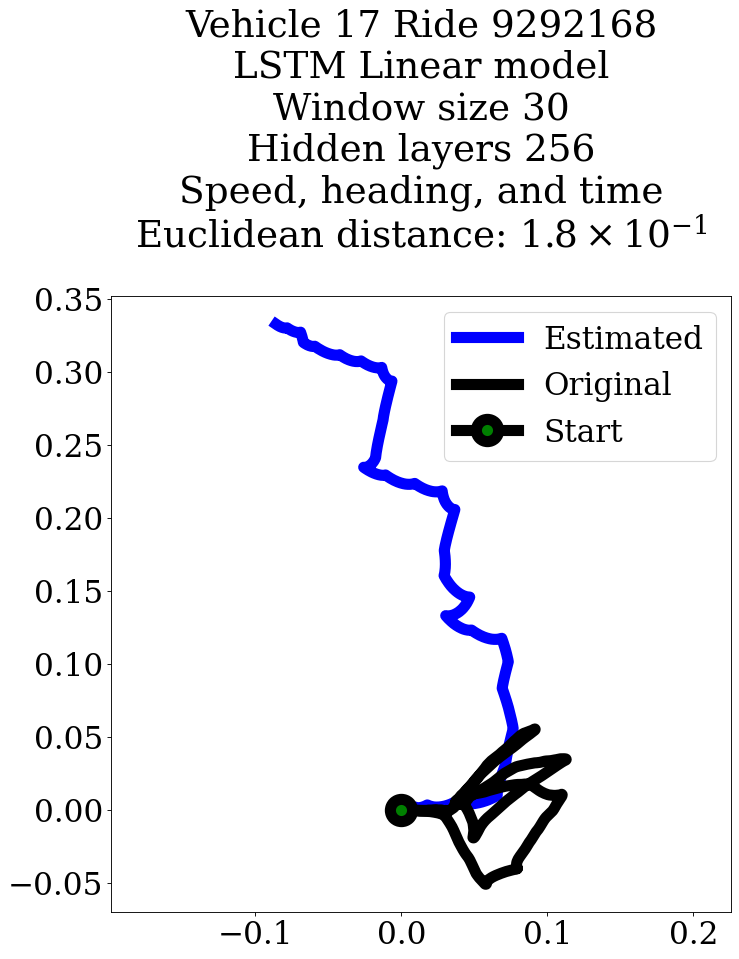 Vehicle 17 Ride 9292168
LSTM Linear model
Window size 30
Hidden layers 256
Speed, heading, and time
Euclidean distance: 1.8 × 10⁻¹
0.35
0.30
0.25
0.20
0.15
0.10
0.05
0.00
−0.05
Estimated
Original
Start
−0.1
0.0
0.1
0.2